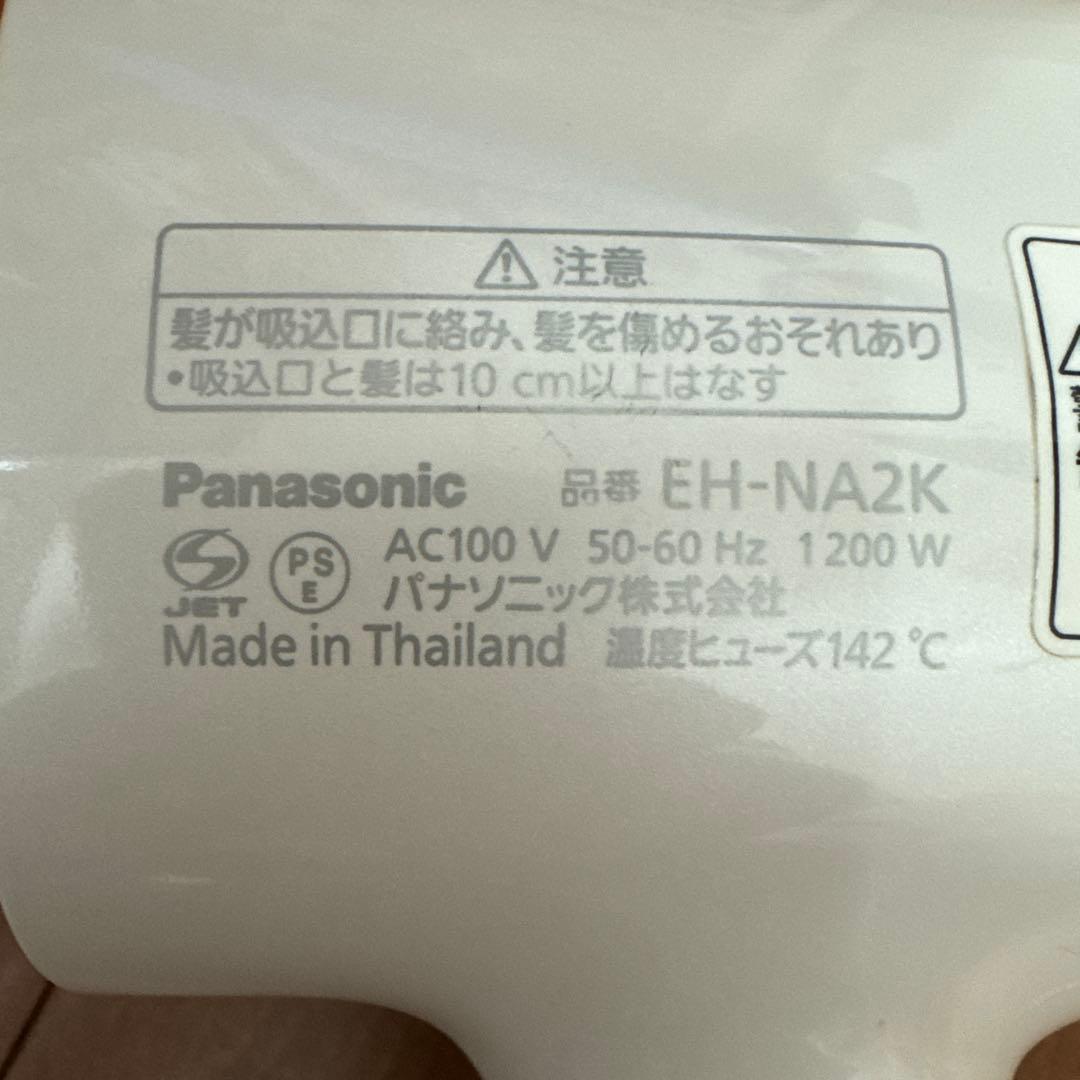 注意
髪が吸込口に絡み、髪を傷めるおそれあり
•吸込口と髪は10 cm以上はなす
Panasonic 品番 EH-NA2K
JET PS E AC100 V 50-60 Hz 1200 W
パナソニック株式会社
Made in Thailand 温度ヒューズ142 ℃